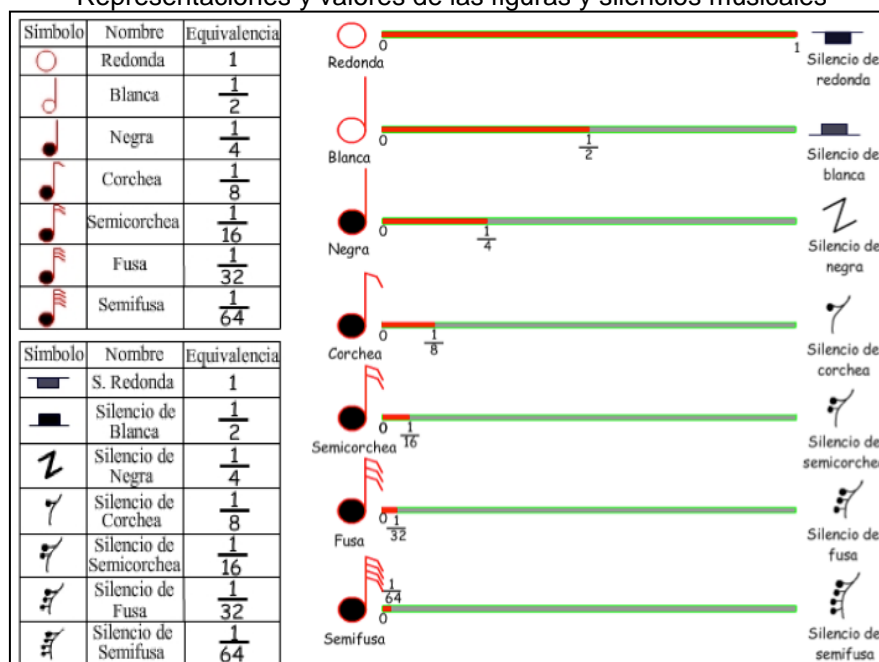 Representaciones y valores de las figuras y silencios musicales
Símbolo Nombre Equivalencia
Redonda 1
Blanca 1/2
Negra 1/4
Corchea 1/8
Semicorchea 1/16
Fusa 1/32
Semifusa 1/64
Símbolo Nombre Equivalencia
S. Redonda 1
Silencio de
Blanca 1/2
Silencio de
Negra 1/4
Silencio de
Corchea 1/8
Silencio de
Semicorchea 1/16
Silencio de
Fusa 1/32
Silencio de
Semifusa 1/64
Redonda 0 1
Silencio de
redonda
Blanca 0 1/2
Silencio de
blanca
Negra 0 1/4
Silencio de
negra
Corchea 0 1/8
Silencio de
corchea
Semicorchea 0 1/16
Silencio de
semicorchea
Fusa 0 1/32
Silencio de
fusa
Semifusa 0 1/64
Silencio de
semifusa